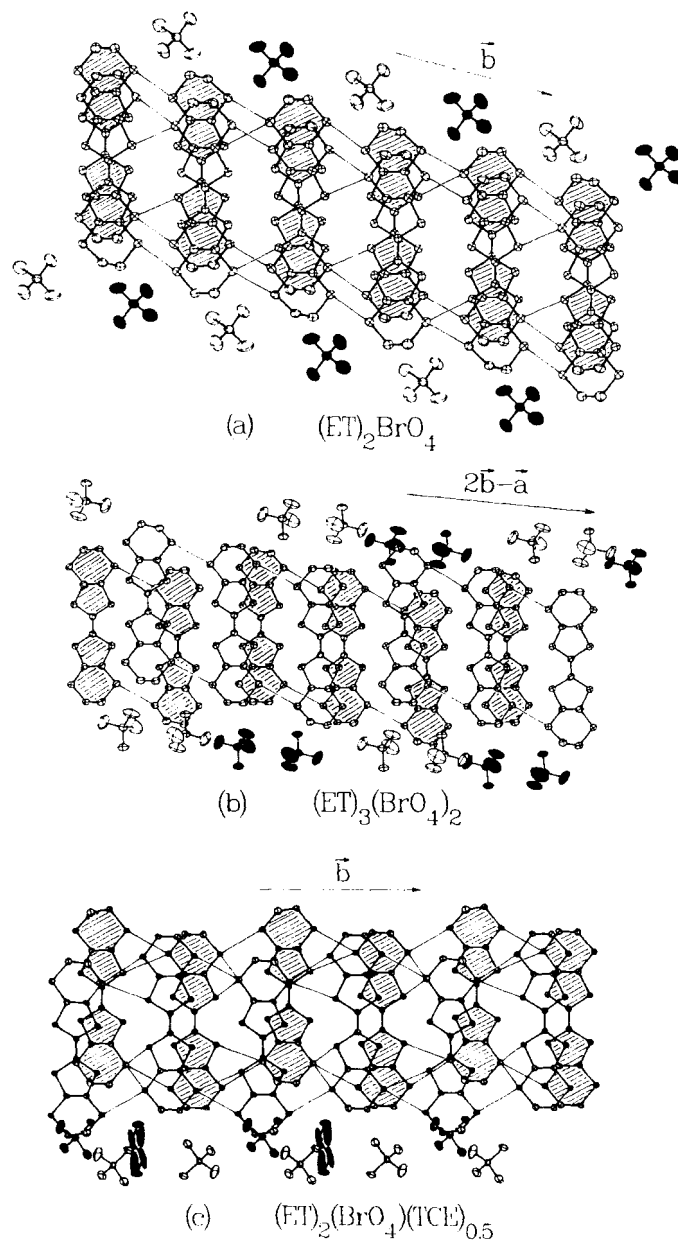 b⃗
(a) (ET)₂BrO₄
2b⃗-a⃗
(b) (ET)₃(BrO₄)₂
b⃗
(c) (ET)₂(BrO₄)(TCE)₀.₅